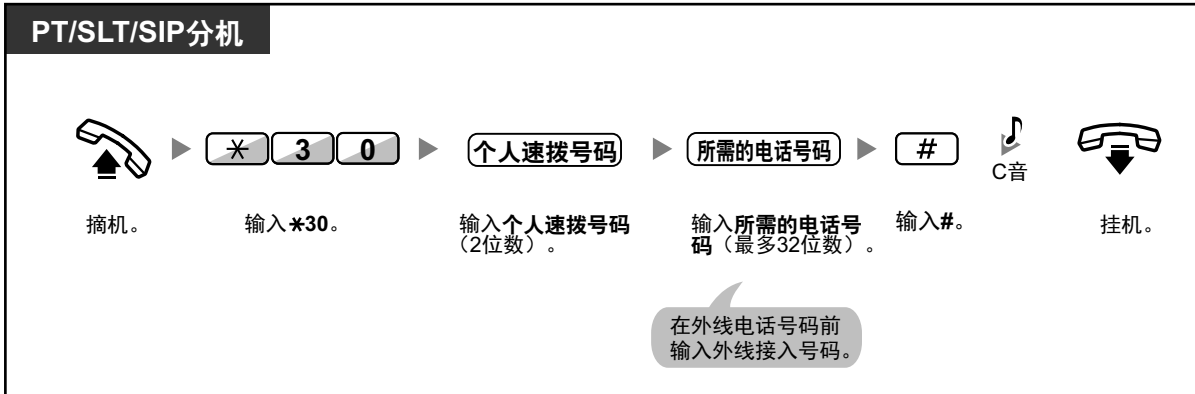 PT/SLT/SIP分机
＊ 3 0 个人速拨号码 所需的电话号码 #
C音
摘机。 输入＊30。 输入个人速拨号码 输入所需的电话号 输入#。 挂机。
（2位数）。 码（最多32位数）。
在外线电话号码前
输入外线接入号码。